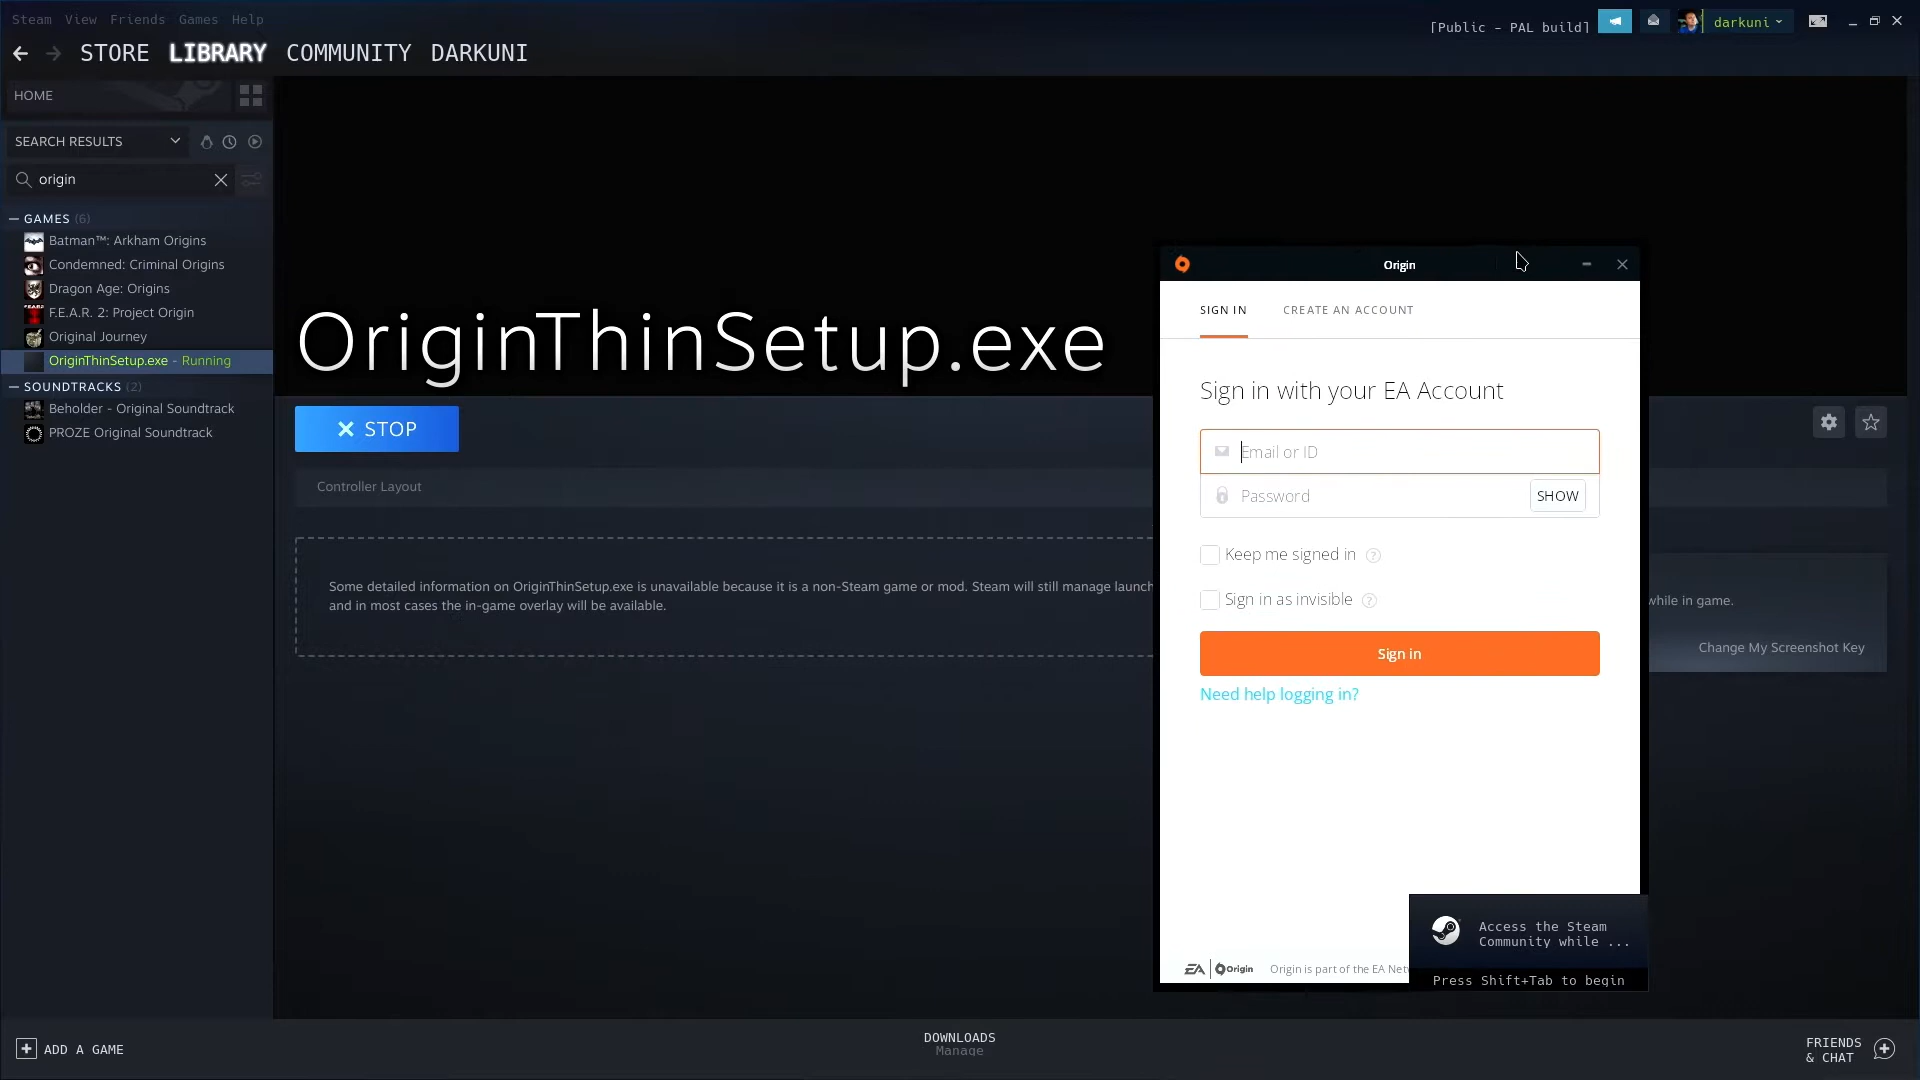 Steam View Friends Games Help
[Public - PAL build]
darkuni
STORE LIBRARY COMMUNITY DARKUNI
HOME
SEARCH RESULTS
origin
GAMES (6)
Batman™: Arkham Origins
Condemned: Criminal Origins
Dragon Age: Origins
F.E.A.R. 2: Project Origin
Original Journey
OriginThinSetup.exe - Running
SOUNDTRACKS (2)
Beholder - Original Soundtrack
PROZE Original Soundtrack
OriginThinSetup.exe
STOP
Controller Layout
Some detailed information on OriginThinSetup.exe is unavailable because it is a non-Steam game or mod. Steam will still manage launch
and in most cases the in-game overlay will be available.
while in game.
Change My Screenshot Key
Origin
SIGN IN CREATE AN ACCOUNT
Sign in with your EA Account
Email or ID
Password
SHOW
Keep me signed in ?
Sign in as invisible ?
Sign in
Need help logging in?
EA Origin Origin is part of the EA Netw
Access the Steam
Community while ...
Press Shift+Tab to begin
ADD A GAME
DOWNLOADS
Manage
FRIENDS
& CHAT